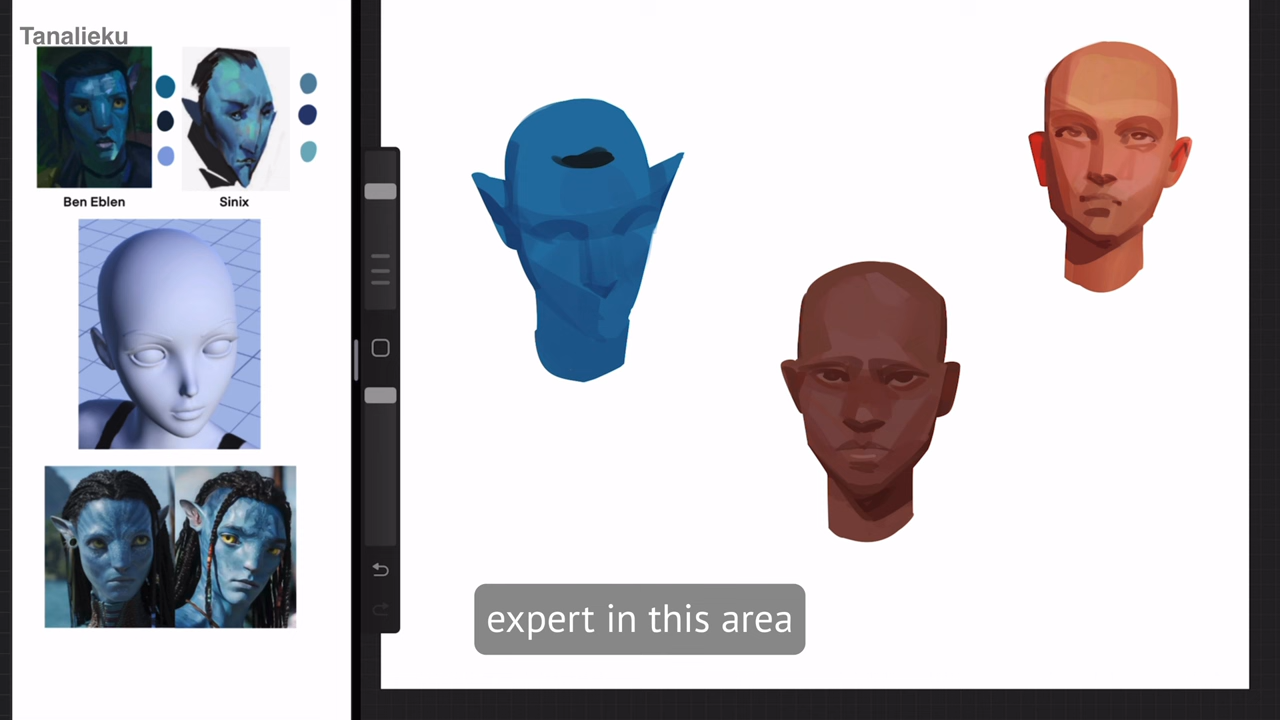 Tanalieku
Ben Eblen
Sinix
expert in this area